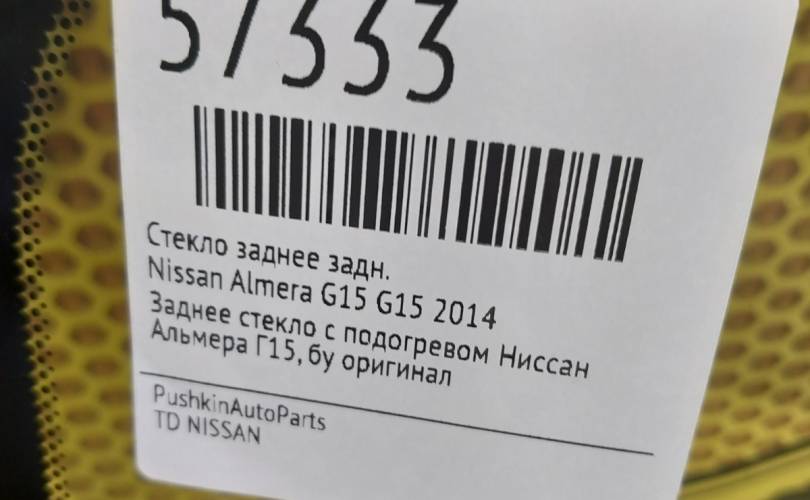 57333
Стекло заднее задн.
Nissan Almera G15 G15 2014
Заднее стекло с подогревом Ниссан
Альмера Г15, бу оригинал
PushkinAutoParts
TD NISSAN